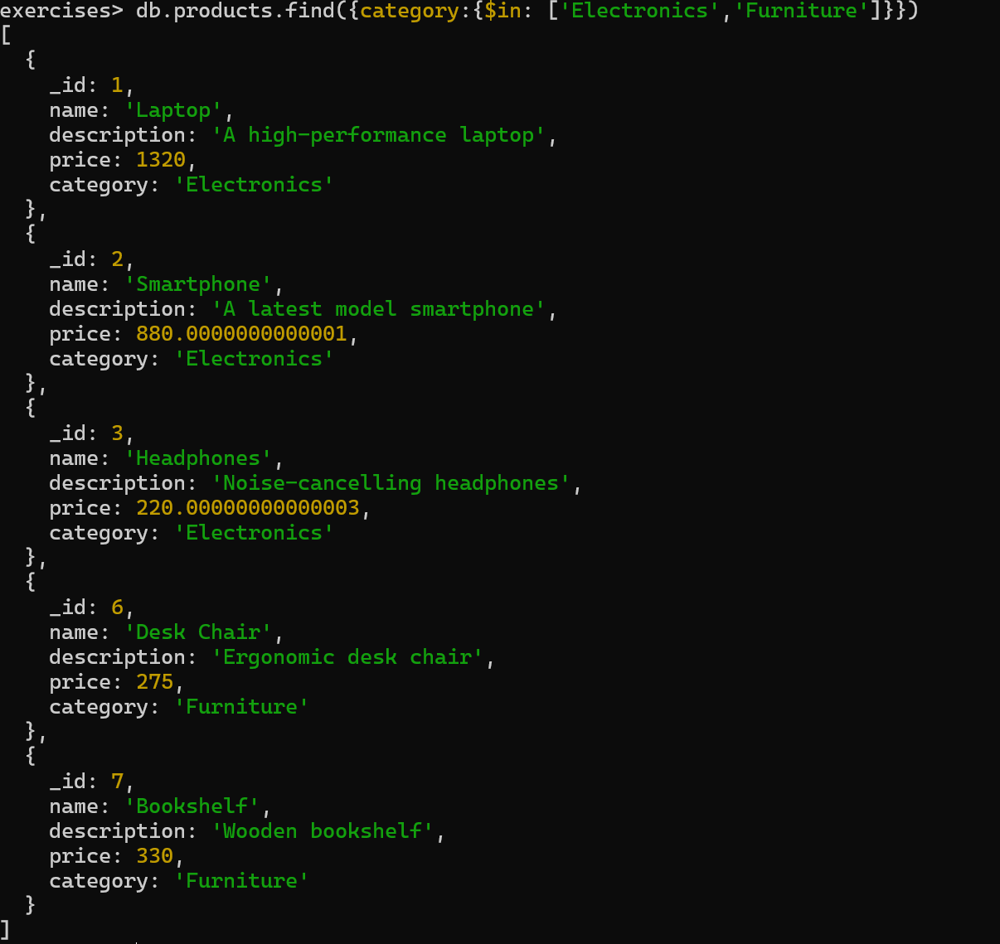 exercises> db.products.find({category:{$in: ['Electronics','Furniture']}})
[
  {
    _id: 1,
    name: 'Laptop',
    description: 'A high-performance laptop',
    price: 1320,
    category: 'Electronics'
  },
  {
    _id: 2,
    name: 'Smartphone',
    description: 'A latest model smartphone',
    price: 880.0000000000001,
    category: 'Electronics'
  },
  {
    _id: 3,
    name: 'Headphones',
    description: 'Noise-cancelling headphones',
    price: 220.00000000000003,
    category: 'Electronics'
  },
  {
    _id: 6,
    name: 'Desk Chair',
    description: 'Ergonomic desk chair',
    price: 275,
    category: 'Furniture'
  },
  {
    _id: 7,
    name: 'Bookshelf',
    description: 'Wooden bookshelf',
    price: 330,
    category: 'Furniture'
  }
]